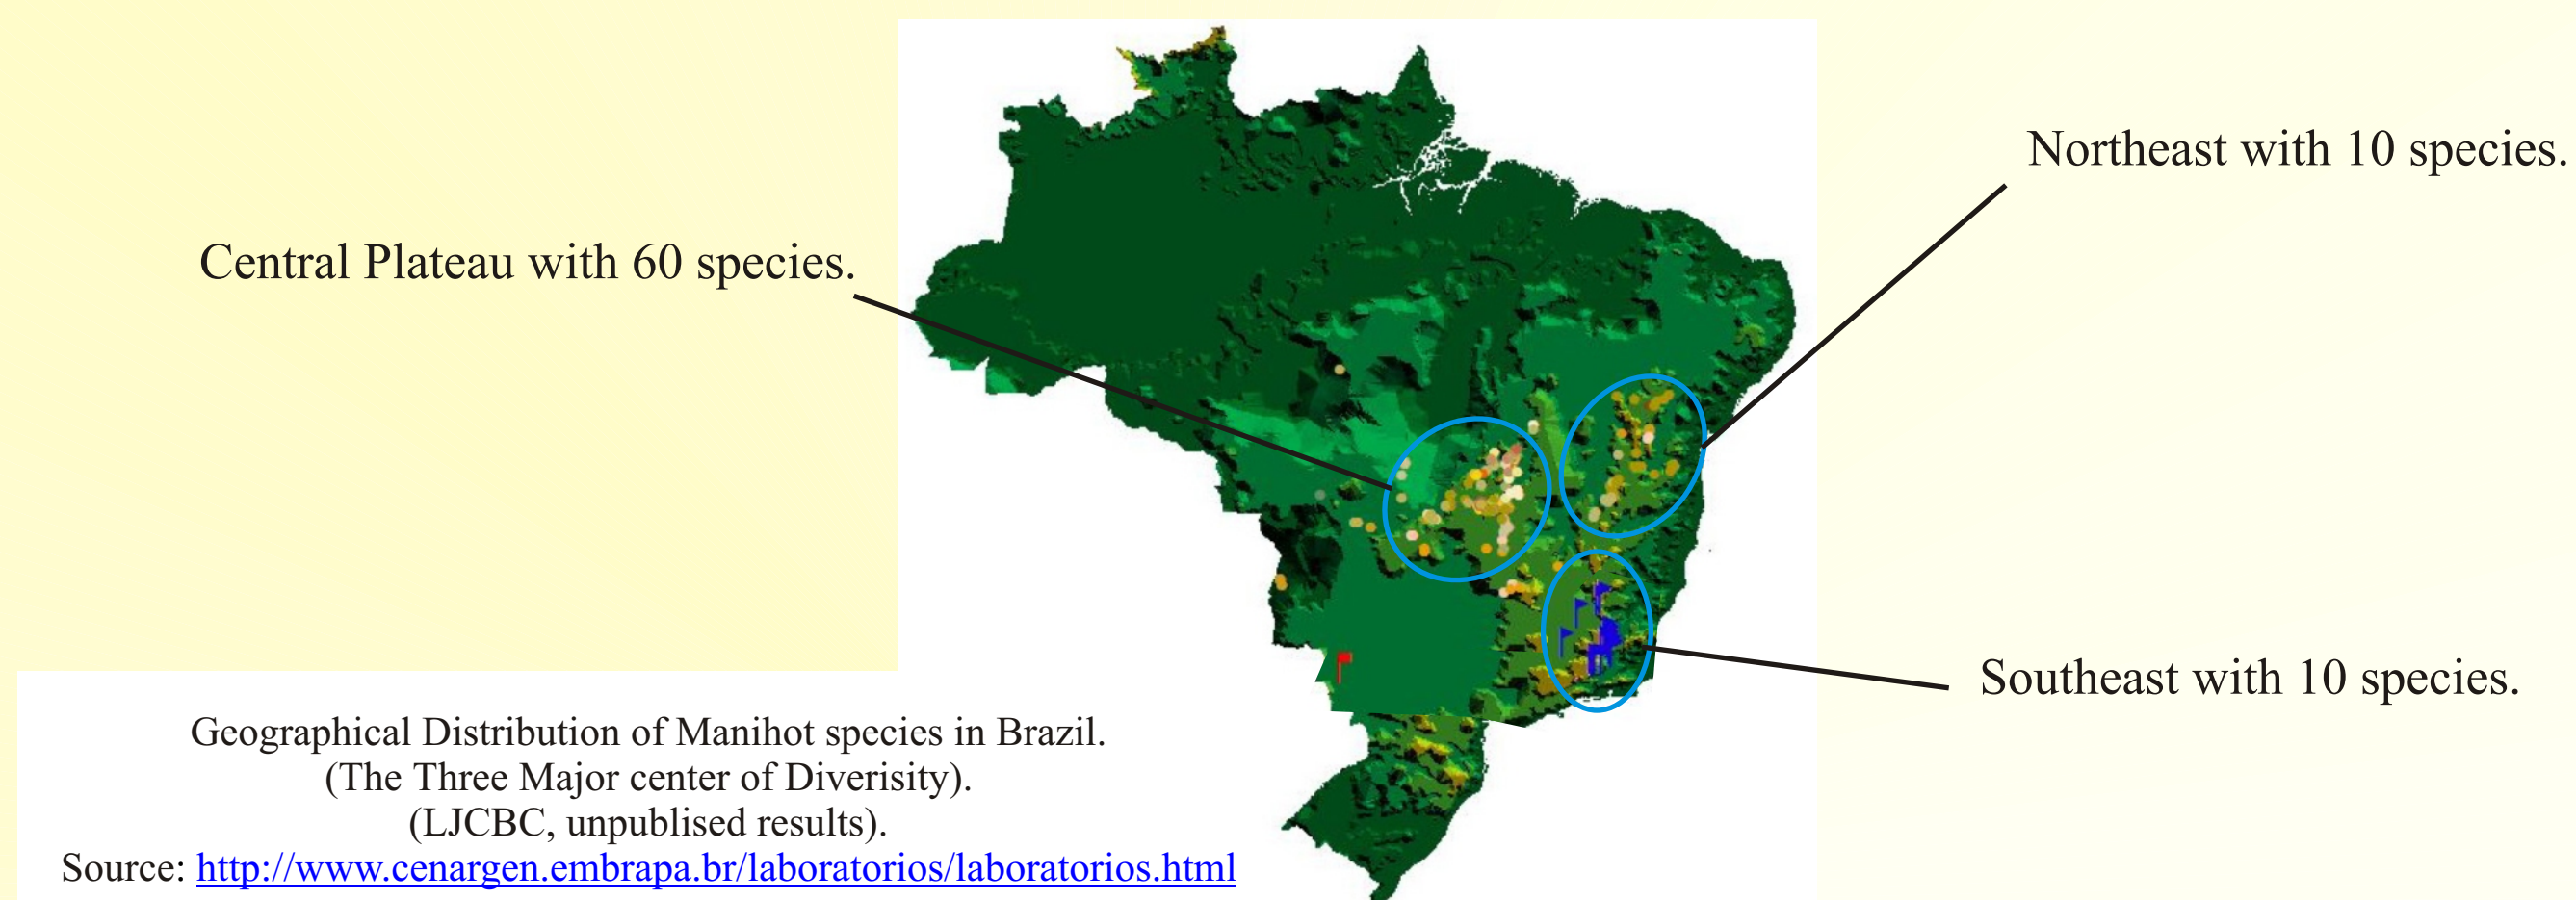 Northeast with 10 species.
Central Plateau with 60 species.
Southeast with 10 species.
Geographical Distribution of Manihot species in Brazil.
(The Three Major center of Diverisity).
(LJCBC, unpublised results).
Source: http://www.cenargen.embrapa.br/laboratorios/laboratorios.html